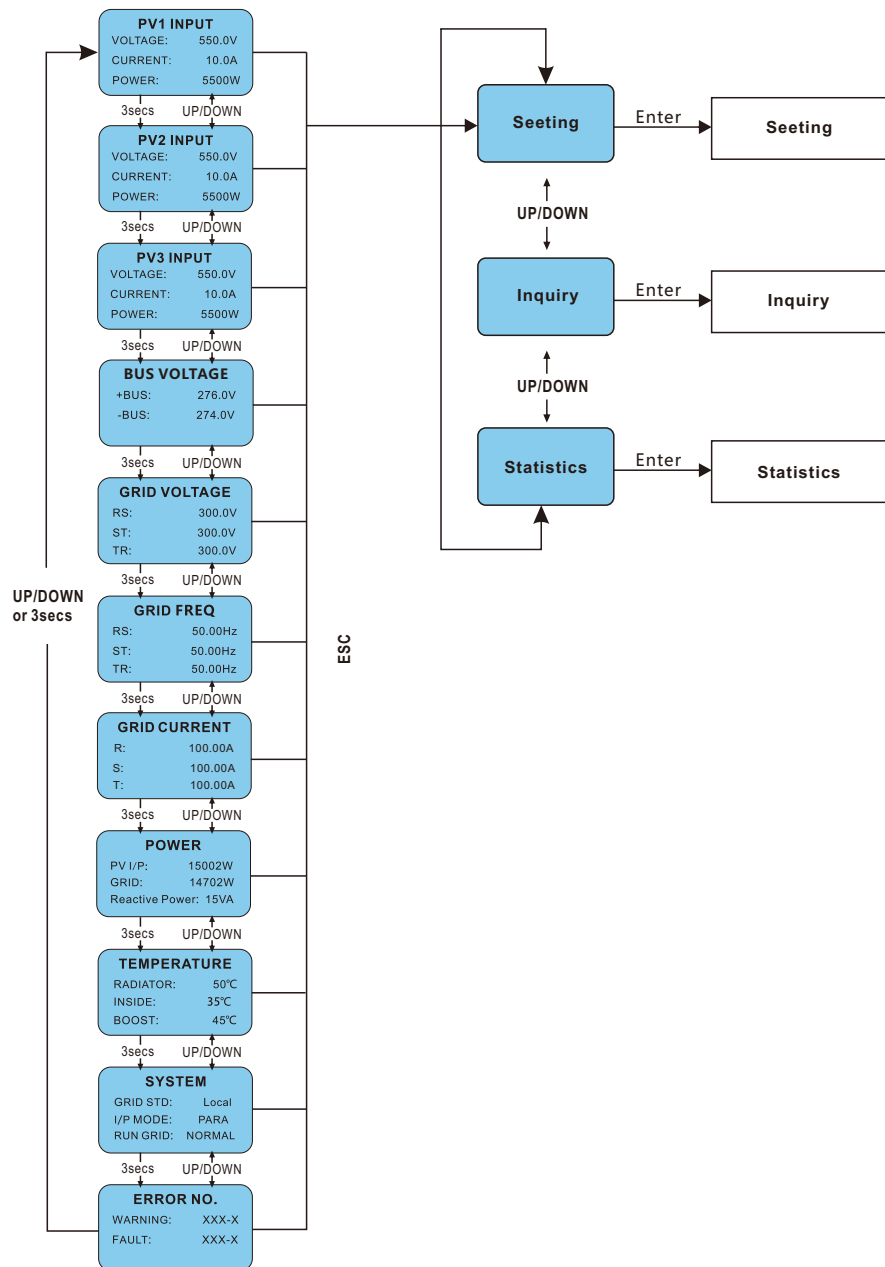 PV1 INPUT
VOLTAGE: 550.0V
CURRENT: 10.0A
POWER: 5500W
3secs UP/DOWN
PV2 INPUT
VOLTAGE: 550.0V
CURRENT: 10.0A
POWER: 5500W
3secs UP/DOWN
PV3 INPUT
VOLTAGE: 550.0V
CURRENT: 10.0A
POWER: 5500W
3secs UP/DOWN
BUS VOLTAGE
+BUS: 276.0V
-BUS: 274.0V
3secs UP/DOWN
GRID VOLTAGE
RS: 300.0V
ST: 300.0V
TR: 300.0V
3secs UP/DOWN
GRID FREQ
RS: 50.00Hz
ST: 50.00Hz
TR: 50.00Hz
3secs UP/DOWN
GRID CURRENT
R: 100.00A
S: 100.00A
T: 100.00A
3secs UP/DOWN
POWER
PV I/P: 15002W
GRID: 14702W
Reactive Power: 15VA
3secs UP/DOWN
TEMPERATURE
RADIATOR: 50℃
INSIDE: 35℃
BOOST: 45℃
3secs UP/DOWN
SYSTEM
GRID STD: Local
I/P MODE: PARA
RUN GRID: NORMAL
3secs UP/DOWN
ERROR NO.
WARNING: XXX-X
FAULT: XXX-X
UP/DOWN
or 3secs
ESC
Seeting Enter Seeting
UP/DOWN
Inquiry Enter Inquiry
UP/DOWN
Statistics Enter Statistics